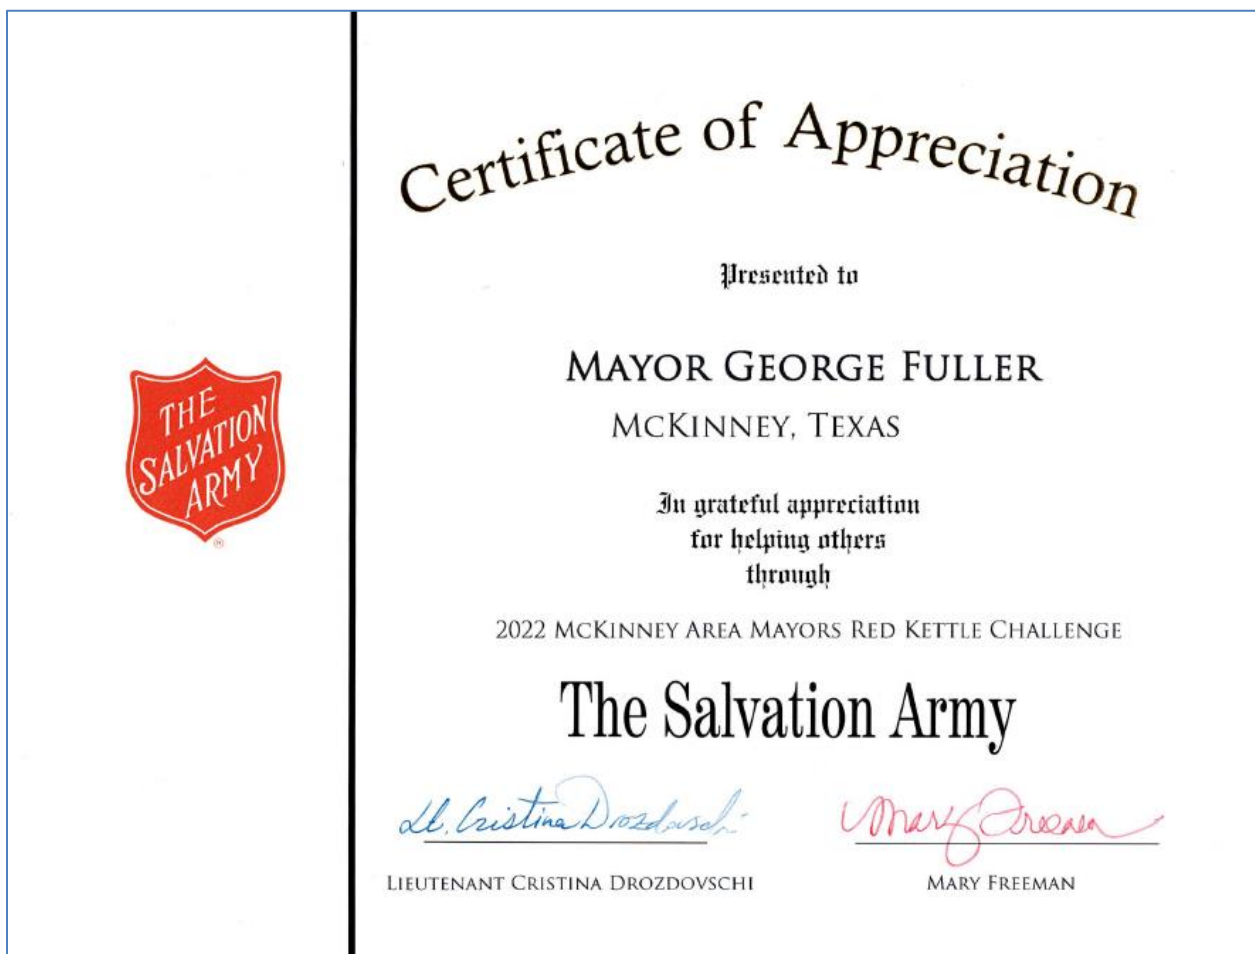 Certificate of Appreciation
Presented to
MAYOR GEORGE FULLER
MCKINNEY, TEXAS
THE
SALVATION
ARMY
®
In grateful appreciation
for helping others
through
2022 MCKINNEY AREA MAYORS RED KETTLE CHALLENGE
The Salvation Army
Lt. Cristina Drozdovschi
Mary Freeman
LIEUTENANT CRISTINA DROZDOVSCHI
MARY FREEMAN